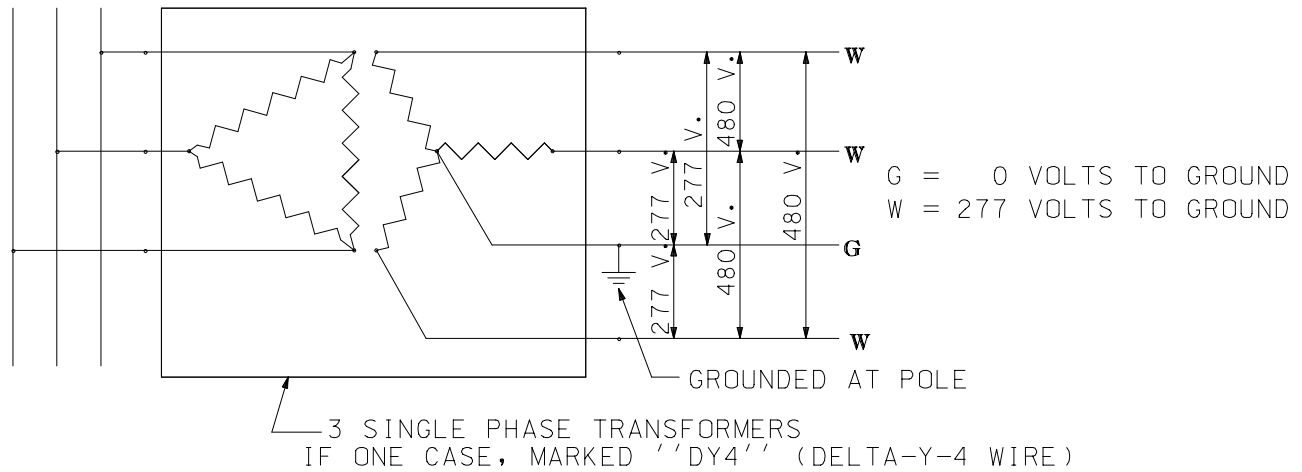 W
480 V.
277 V.
480 V.
W
277 V.
480 V.
G = 0 VOLTS TO GROUND
W = 277 VOLTS TO GROUND
G
277 V.
W
GROUNDED AT POLE
3 SINGLE PHASE TRANSFORMERS
IF ONE CASE, MARKED ''DY4'' (DELTA-Y-4 WIRE)